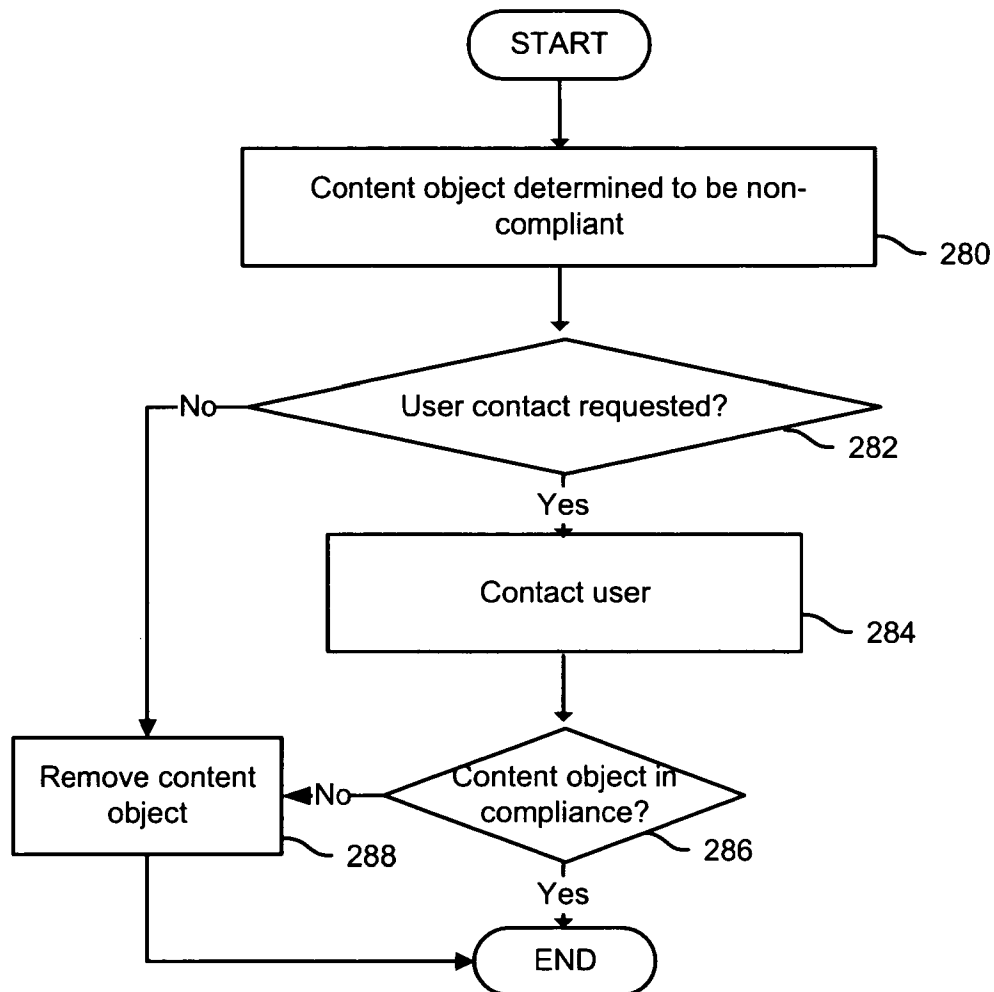 START
Content object determined to be non-
compliant
280
No
User contact requested?
282
Yes
Contact user
284
Remove content
object
288
No
Content object in
compliance?
286
Yes
END